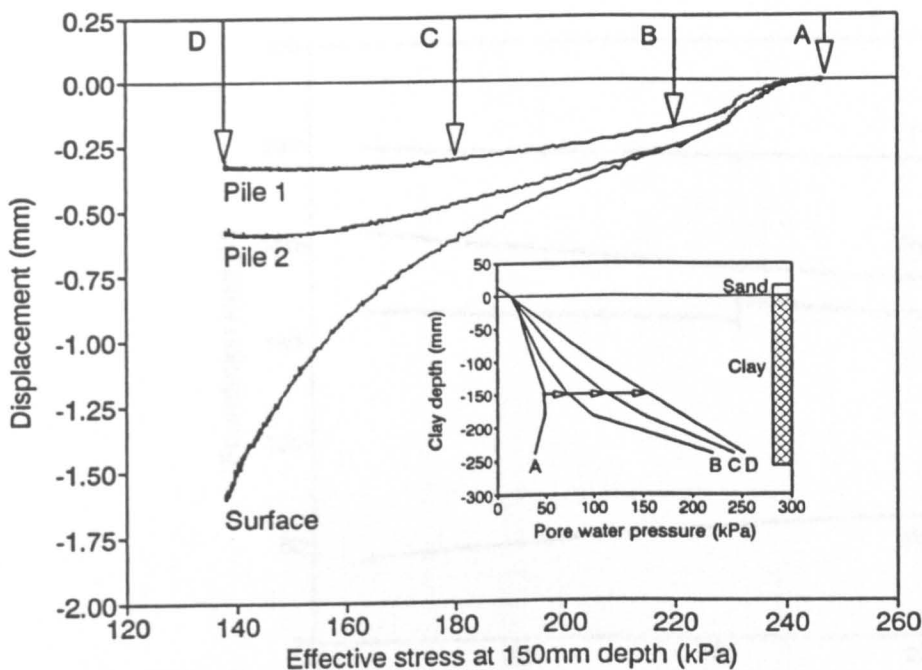 0.25
0.00
-0.25
-0.50
-0.75
-1.00
-1.25
-1.50
-1.75
-2.00
Displacement (mm)
D
C
B
A
Pile 1
Pile 2
Surface
50
0
-50
-100
-150
-200
-250
-300
Clay depth (mm)
Sand
Clay
A
B C D
0 50 100 150 200 250 300
Pore water pressure (kPa)
120 140 160 180 200 220 240 260
Effective stress at 150mm depth (kPa)